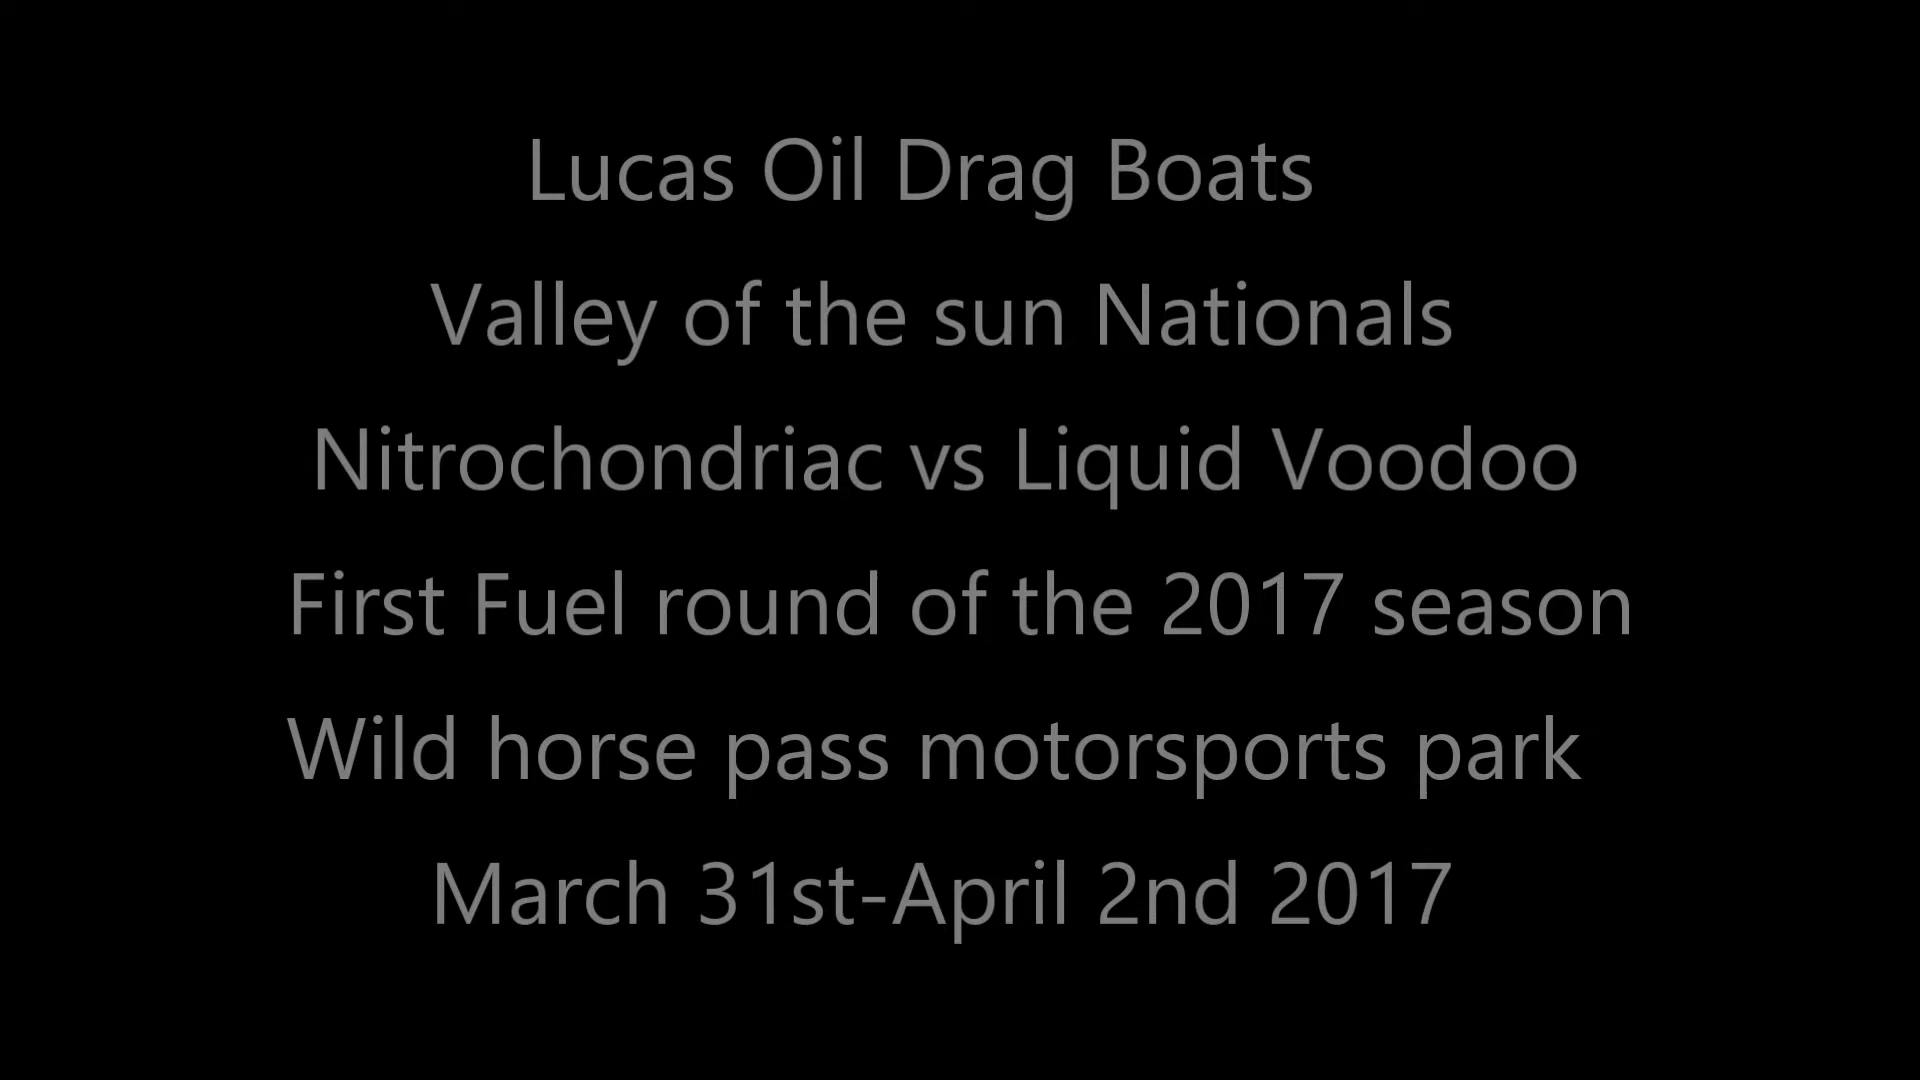 Lucas Oil Drag Boats
Valley of the sun Nationals
Nitrochondriac vs Liquid Voodoo
First Fuel round of the 2017 season
Wild horse pass motorsports park
March 31st-April 2nd 2017